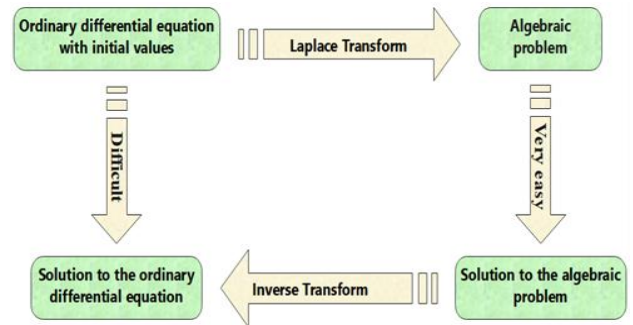 Ordinary differential equation
with initial values
Laplace Transform
Algebraic
problem
Difficult
Very easy
Solution to the ordinary
differential equation
Inverse Transform
Solution to the algebraic
problem